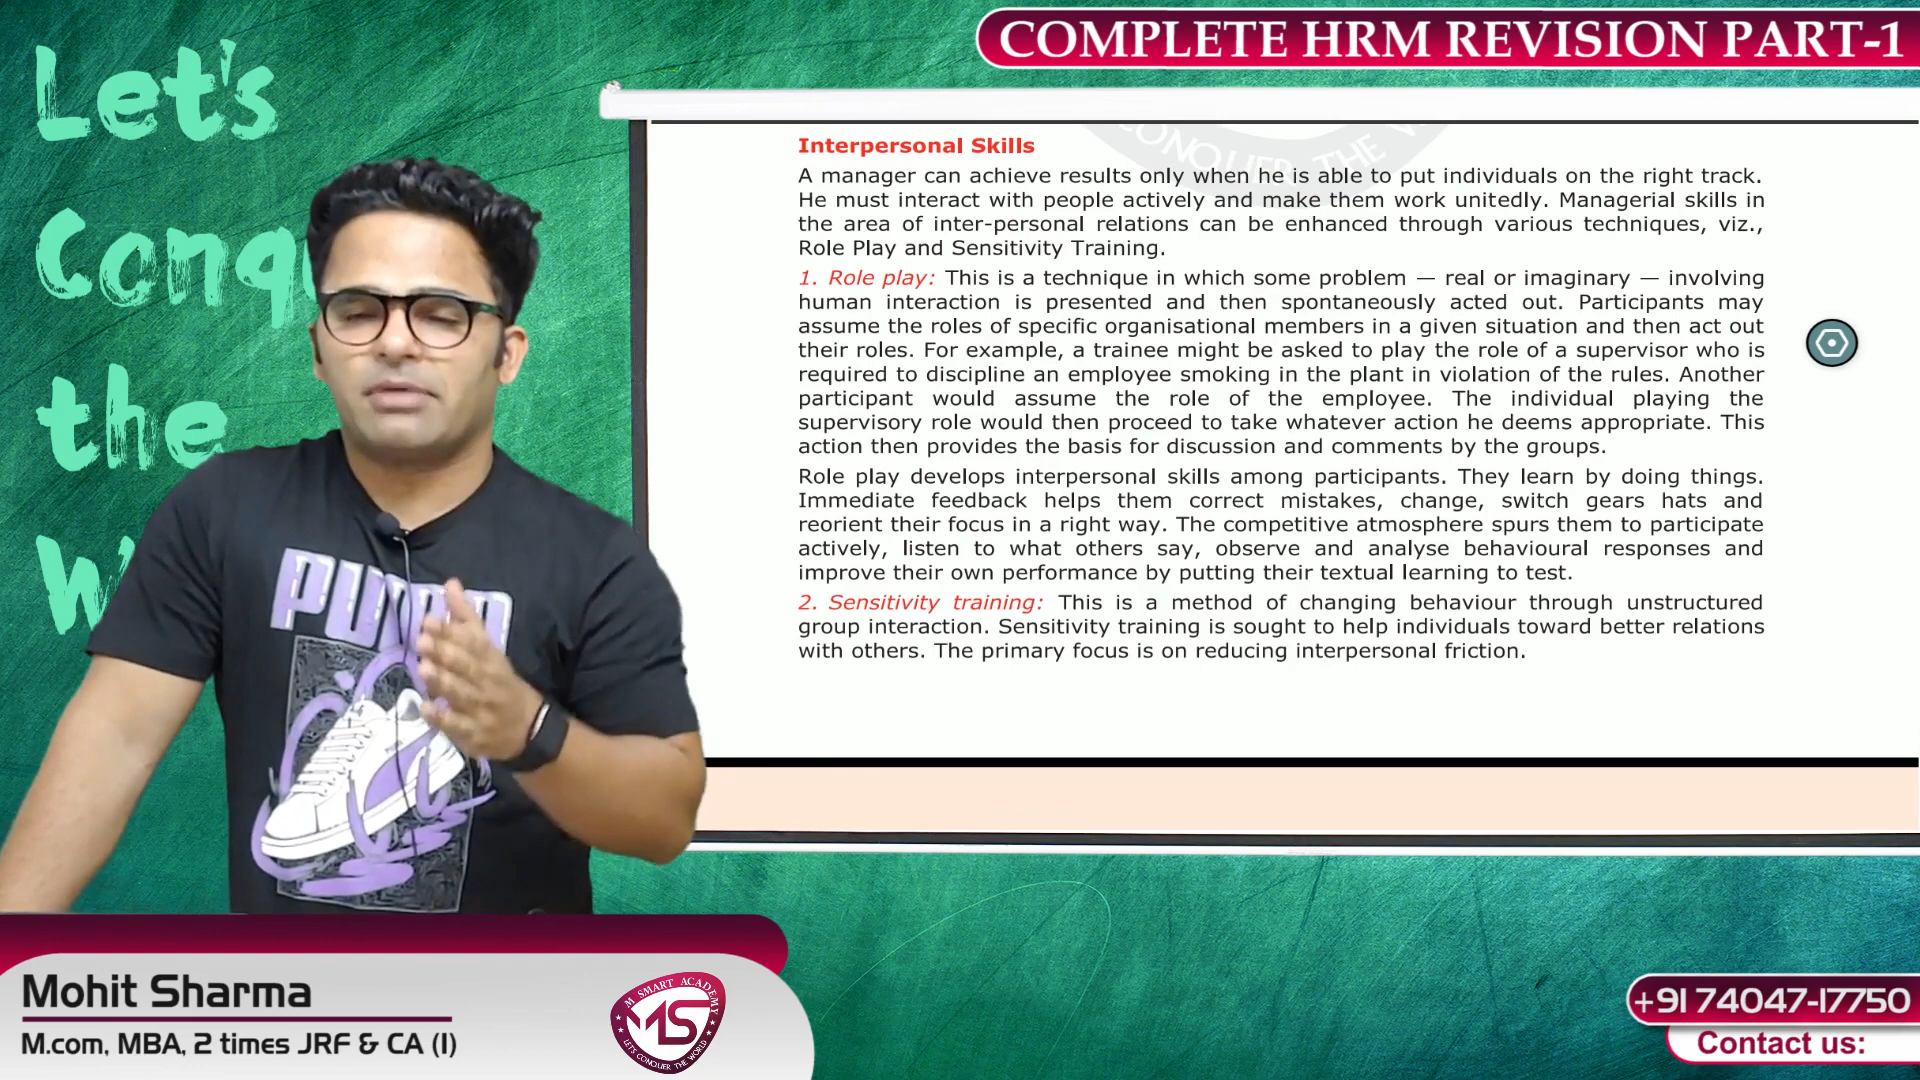 COMPLETE HRM REVISION PART-1
Let's
Conq
the
W
CONQUER THE W
Interpersonal Skills
A manager can achieve results only when he is able to put individuals on the right track.
He must interact with people actively and make them work unitedly. Managerial skills in
the area of inter-personal relations can be enhanced through various techniques, viz.,
Role Play and Sensitivity Training.
1. Role play: This is a technique in which some problem — real or imaginary — involving
human interaction is presented and then spontaneously acted out. Participants may
assume the roles of specific organisational members in a given situation and then act out
their roles. For example, a trainee might be asked to play the role of a supervisor who is
required to discipline an employee smoking in the plant in violation of the rules. Another
participant would assume the role of the employee. The individual playing the
supervisory role would then proceed to take whatever action he deems appropriate. This
action then provides the basis for discussion and comments by the groups.
Role play develops interpersonal skills among participants. They learn by doing things.
Immediate feedback helps them correct mistakes, change, switch gears hats and
reorient their focus in a right way. The competitive atmosphere spurs them to participate
actively, listen to what others say, observe and analyse behavioural responses and
improve their own performance by putting their textual learning to test.
2. Sensitivity training: This is a method of changing behaviour through unstructured
group interaction. Sensitivity training is sought to help individuals toward better relations
with others. The primary focus is on reducing interpersonal friction.
Mohit Sharma
M.com, MBA, 2 times JRF & CA (I)
M SMART ACADEMY
MS
LETS CONQUER THE WORLD
+91 74047-17750
Contact us: